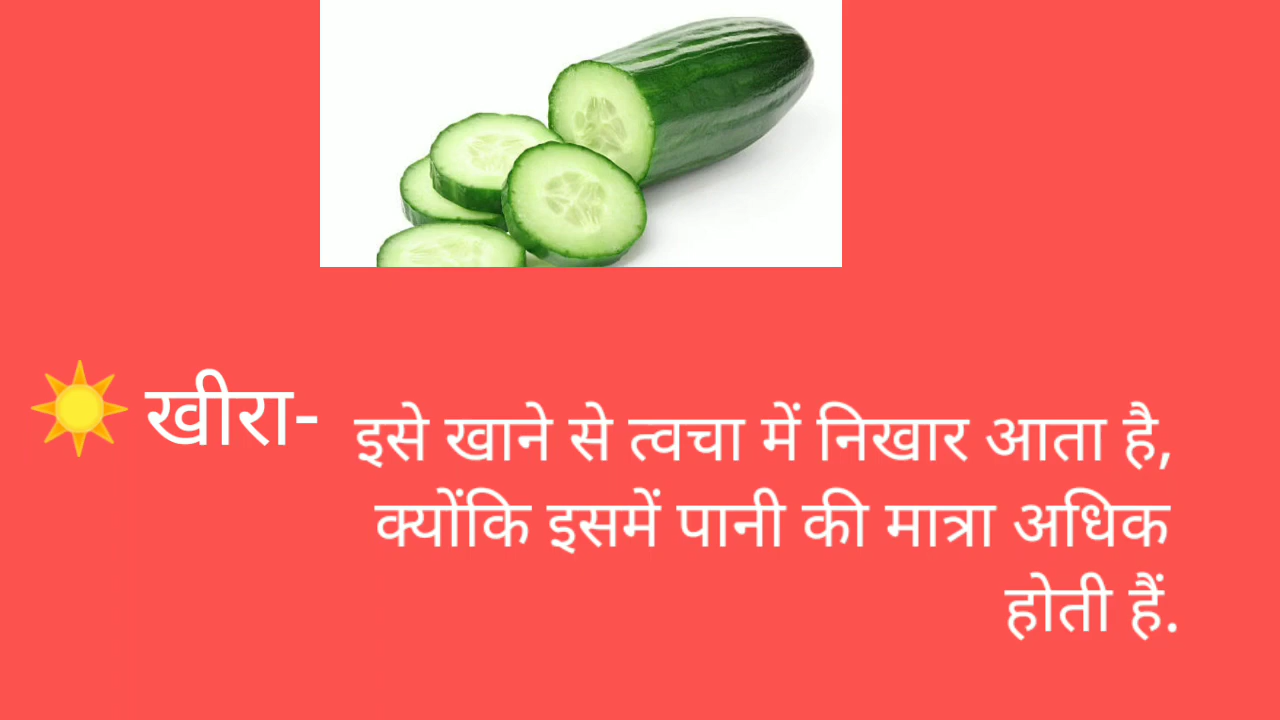 खीरा-
इसे खाने से त्वचा में निखार आता है,
क्योंकि इसमें पानी की मात्रा अधिक
होती हैं.